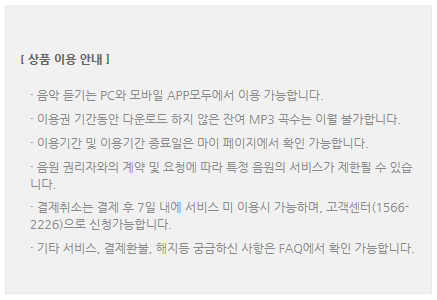 [ 상품 이용 안내 ]
· 음악 듣기는 PC와 모바일 APP모두에서 이용 가능합니다.
· 이용권 기간동안 다운로드 하지 않은 잔여 MP3 곡수는 이월 불가합니다.
· 이용기간 및 이용기간 종료일은 마이 페이지에서 확인 가능합니다.
· 음원 권리자와의 계약 및 요청에 따라 특정 음원의 서비스가 제한될 수 있습
니다.
· 결제취소는 결제 후 7일 내에 서비스 미 이용시 가능하며, 고객센터(1566-
2226)으로 신청가능합니다.
· 기타 서비스, 결제환불, 해지등 궁금하신 사항은 FAQ에서 확인 가능합니다.